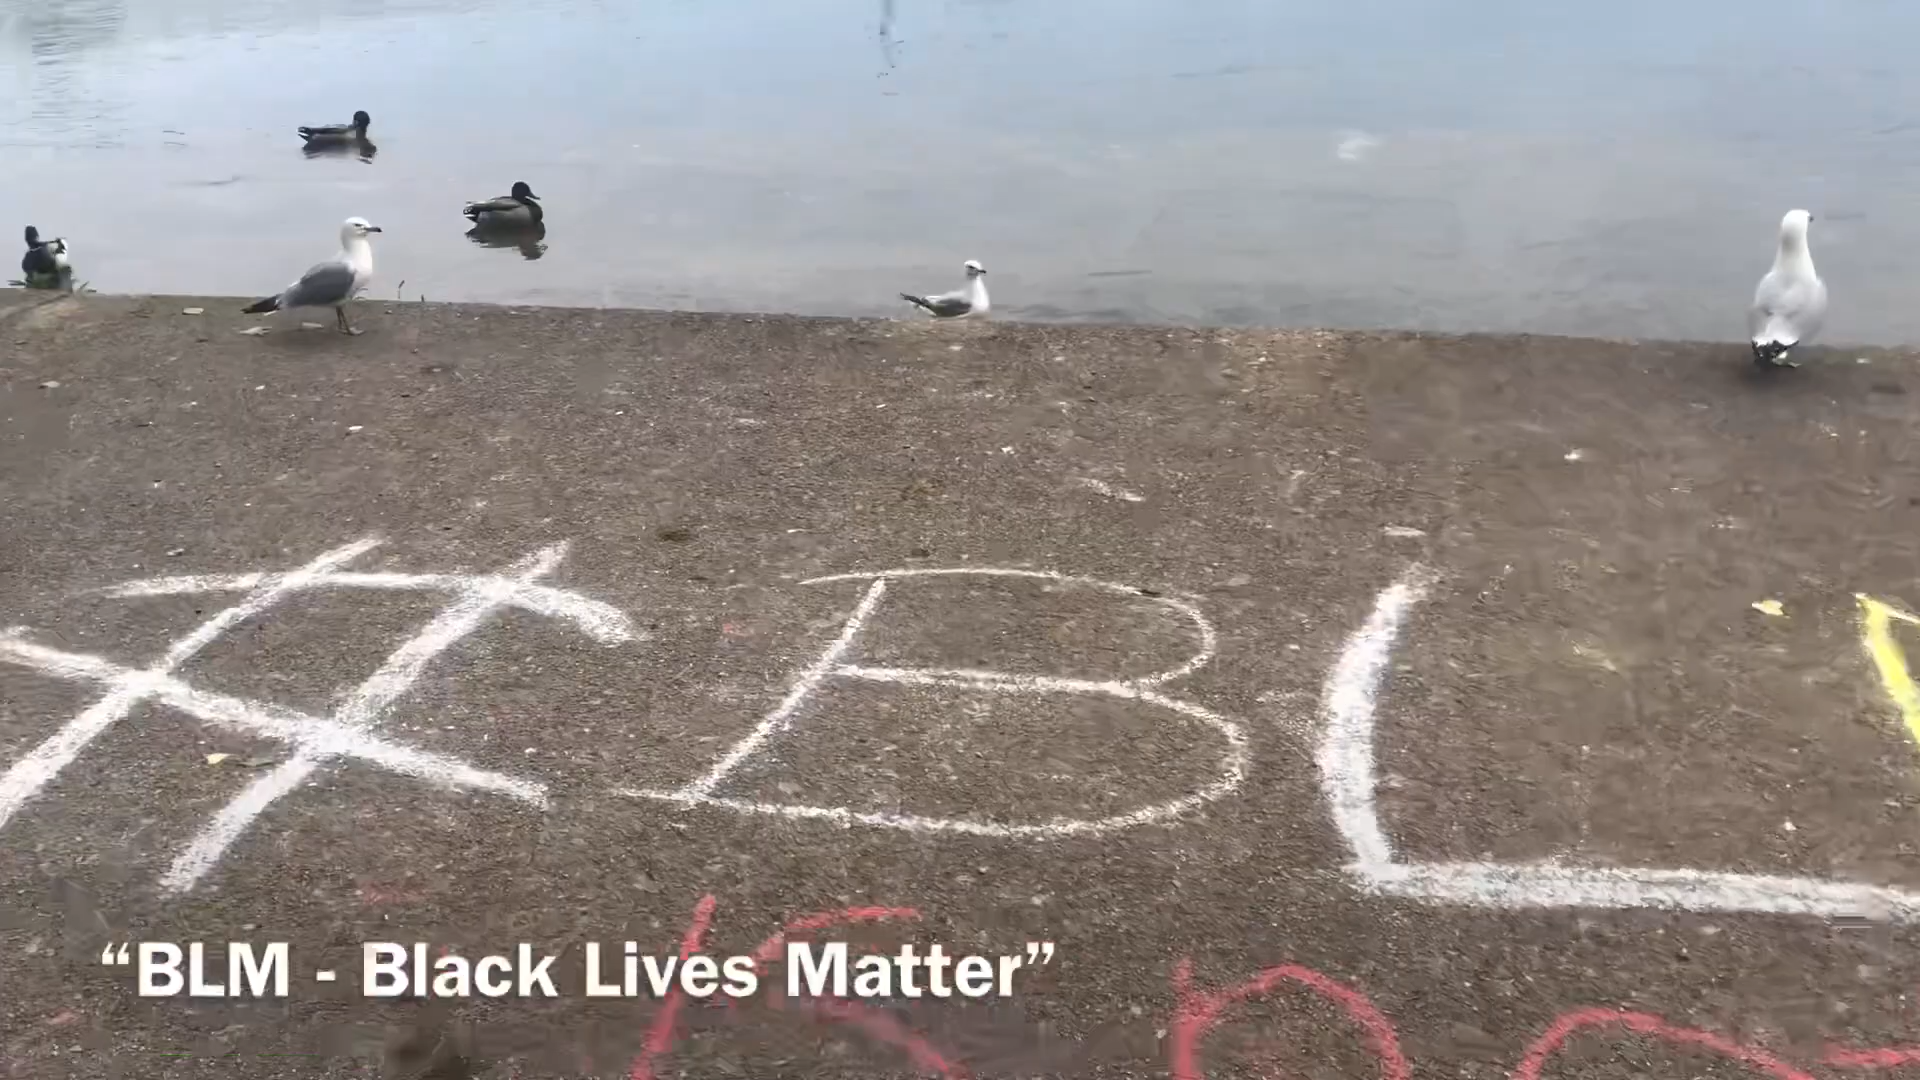 #BL
“BLM - Black Lives Matter”